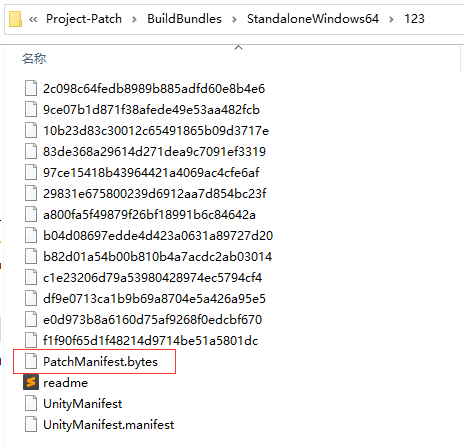 « Project-Patch › BuildBundles › StandaloneWindows64 › 123
名称
2c098c64fedb8989b885adfd60e8b4e6
9ce07b1d871f38afede49e53aa482fcb
10b23d83c30012c65491865b09d3717e
83de368a29614d271dea9c7091ef3319
97ce15418b43964421a4069ac4cfe6af
29831e675800239d6912aa7d854bc23f
a800fa5f49879f26bf18991b6c84642a
b04d08697edde4d423a0631a89727d20
b82d01a54b00b810b4a7acdc2ab03014
c1e23206d79a53980428974ec5794cf4
df9e0713ca1b9b69a8704e5a426a95e5
e0d973b8a6160d75af9268f0edcbf670
f1f90f65d1f48214d9714be51a5801dc
PatchManifest.bytes
readme
UnityManifest
UnityManifest.manifest